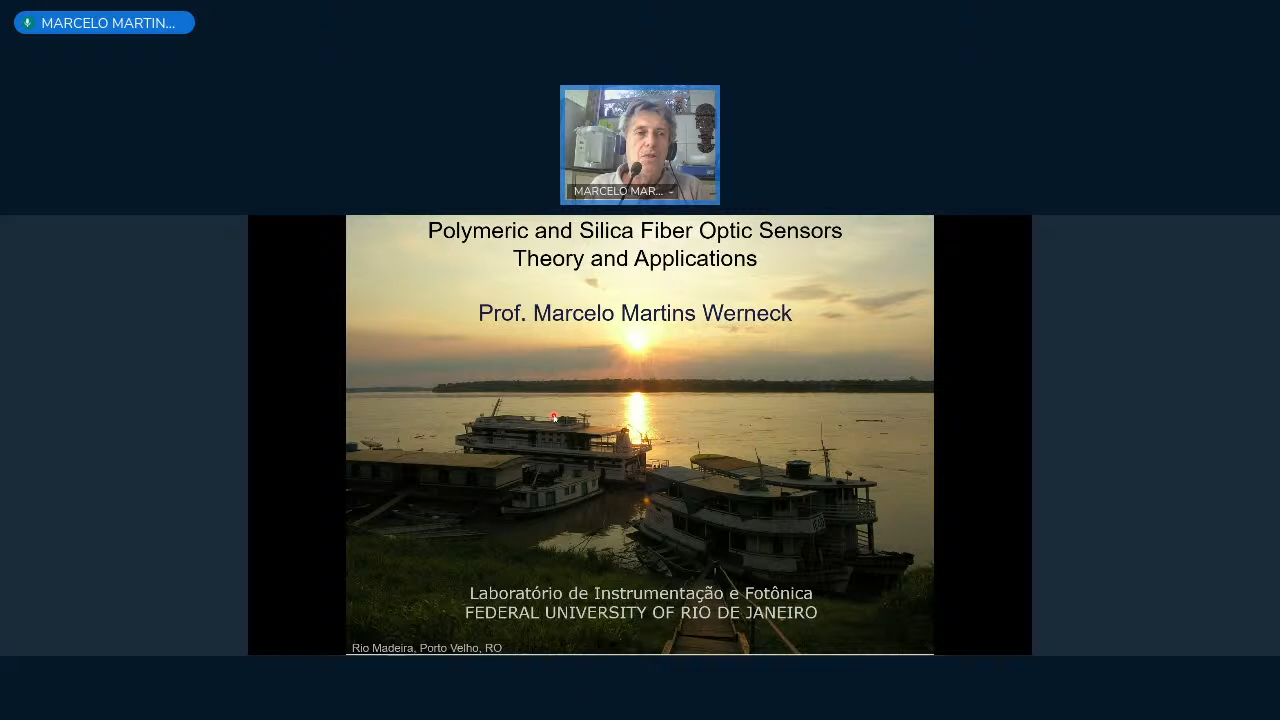 MARCELO MARTIN...
MARCELO MAR...
Polymeric and Silica Fiber Optic Sensors
Theory and Applications
Prof. Marcelo Martins Werneck
Laboratório de Instrumentação e Fotônica
FEDERAL UNIVERSITY OF RIO DE JANEIRO
Rio Madeira, Porto Velho, RO